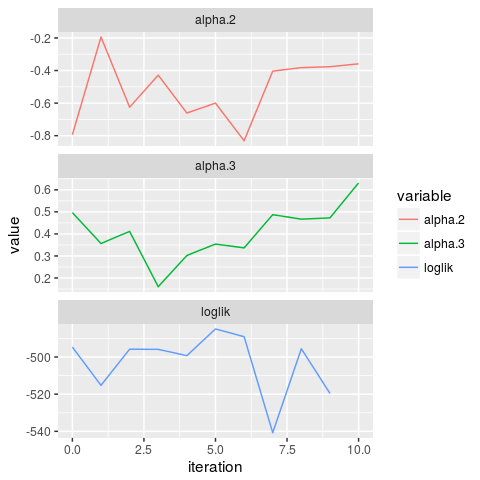 alpha.2
-0.2
-0.4
-0.6
-0.8
alpha.3
0.6
0.5
0.4
0.3
0.2
loglik
-500
-520
-540
0.0 2.5 5.0 7.5 10.0
iteration
value
variable
alpha.2
alpha.3
loglik